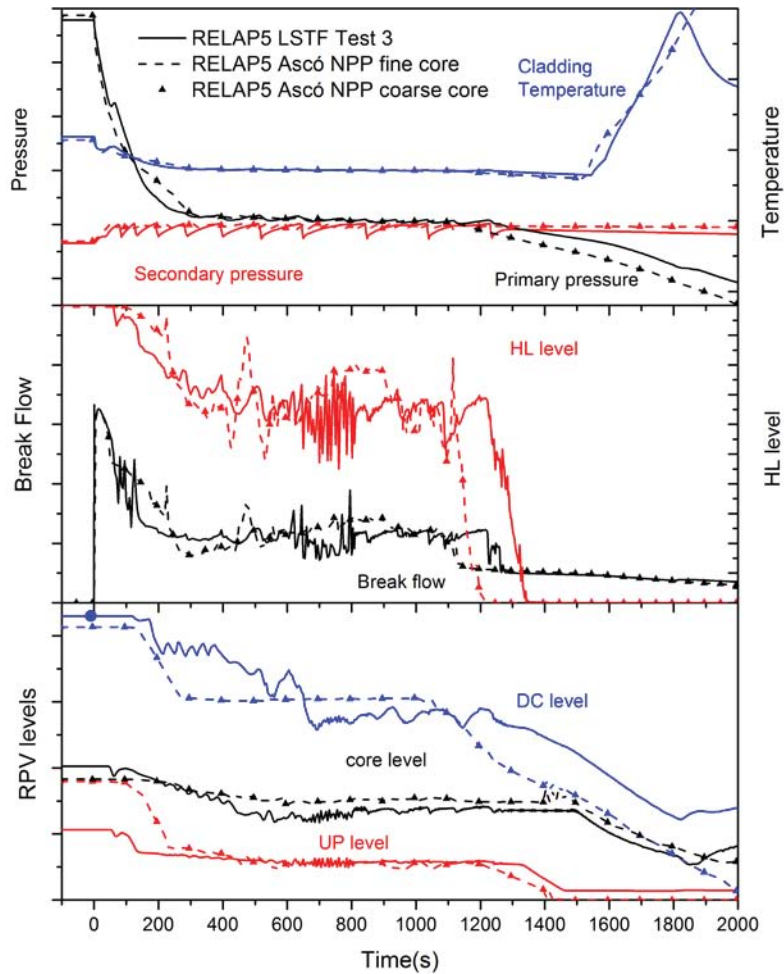 RELAP5 LSTF Test 3
RELAP5 Ascó NPP fine core
RELAP5 Ascó NPP coarse core
Cladding
Temperature
Pressure
Temperature
Secondary pressure
Primary pressure
HL level
Break Flow
HL level
Break flow
DC level
RPV levels
core level
UP level
0 200 400 600 800 1000 1200 1400 1600 1800 2000
Time(s)